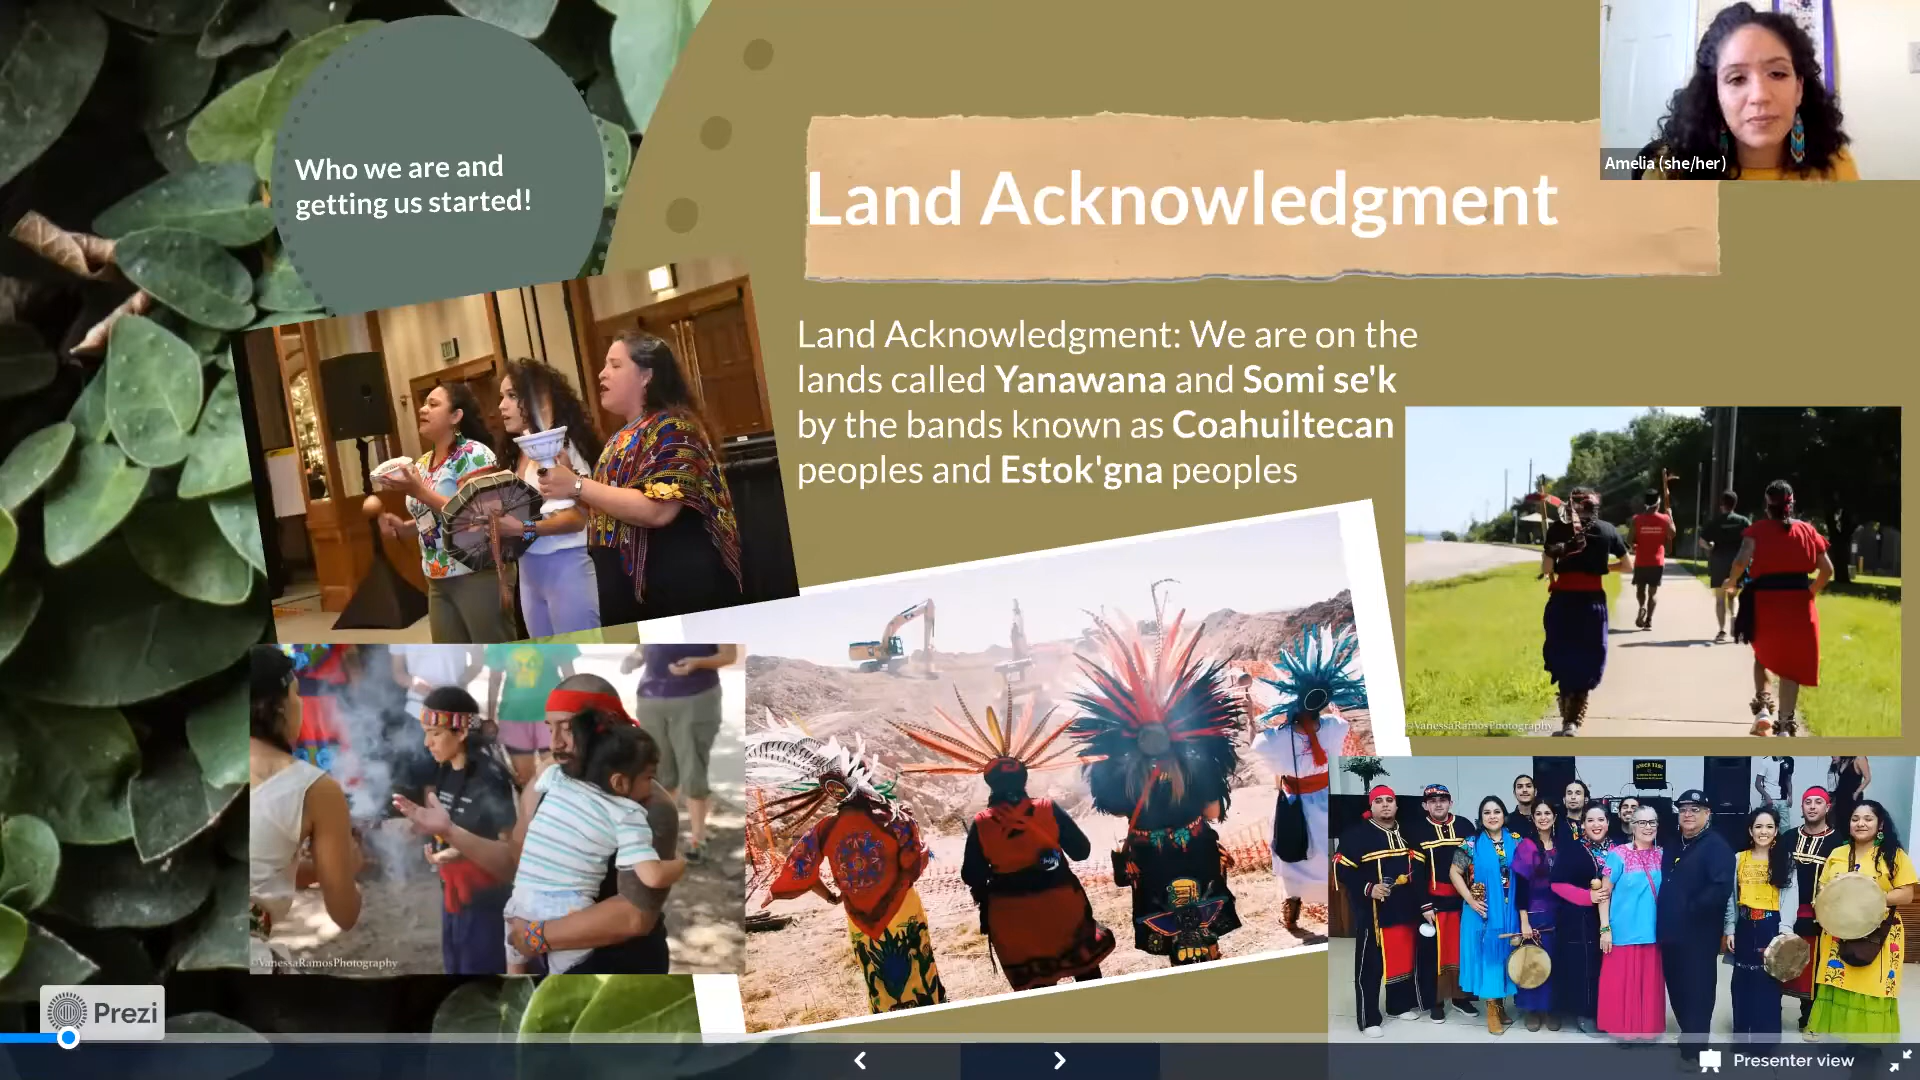 Who we are and
getting us started!
Land Acknowledgment
Amelia (she/her)
Land Acknowledgment: We are on the
lands called Yanawana and Somi se'k
by the bands known as Coahuiltecan
peoples and Estok'gna peoples
©VanessaRamosPhotography
©VanessaRamosPhotography
Prezi
Presenter view